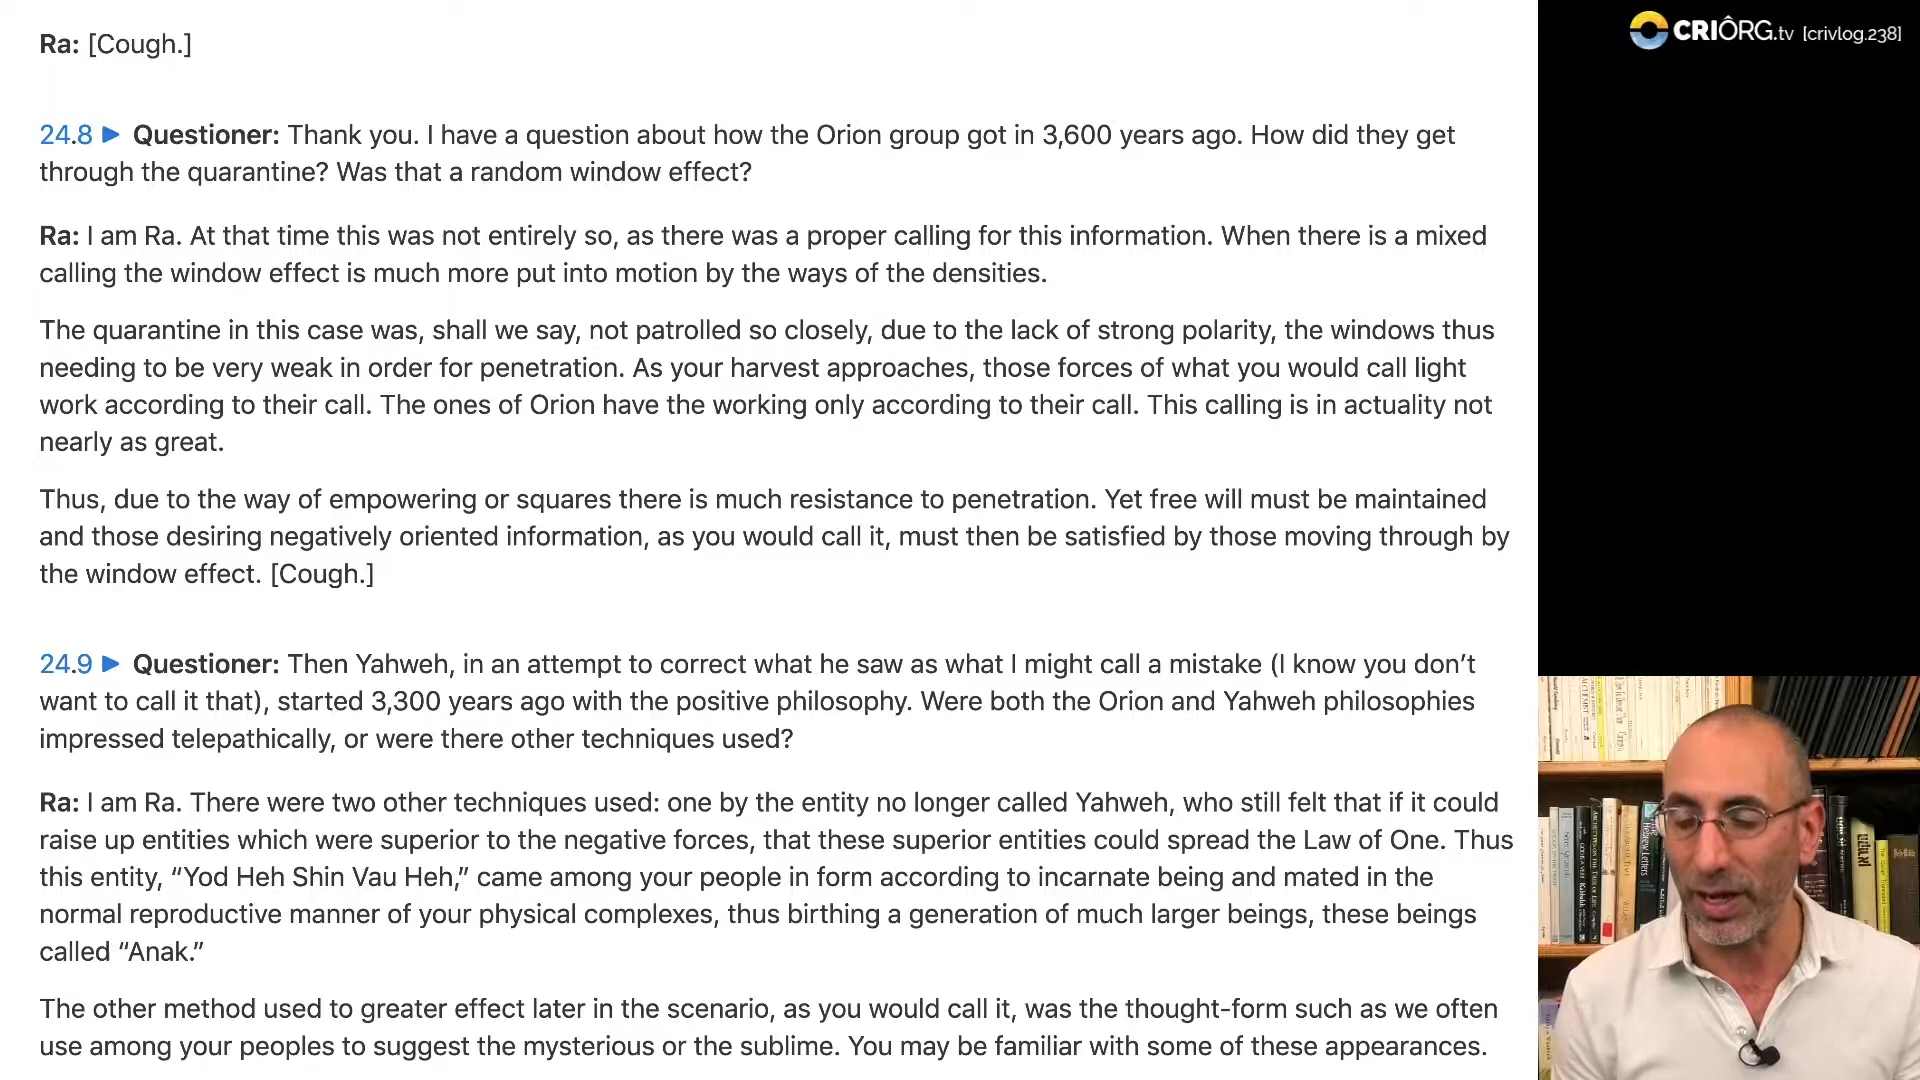 Ra: [Cough.]
CRIÔRG.tv [crivlog.238]
24.8 ► Questioner: Thank you. I have a question about how the Orion group got in 3,600 years ago. How did they get
through the quarantine? Was that a random window effect?
Ra: I am Ra. At that time this was not entirely so, as there was a proper calling for this information. When there is a mixed
calling the window effect is much more put into motion by the ways of the densities.
The quarantine in this case was, shall we say, not patrolled so closely, due to the lack of strong polarity, the windows thus
needing to be very weak in order for penetration. As your harvest approaches, those forces of what you would call light
work according to their call. The ones of Orion have the working only according to their call. This calling is in actuality not
nearly as great.
Thus, due to the way of empowering or squares there is much resistance to penetration. Yet free will must be maintained
and those desiring negatively oriented information, as you would call it, must then be satisfied by those moving through by
the window effect. [Cough.]
24.9 ► Questioner: Then Yahweh, in an attempt to correct what he saw as what I might call a mistake (I know you don’t
want to call it that), started 3,300 years ago with the positive philosophy. Were both the Orion and Yahweh philosophies
impressed telepathically, or were there other techniques used?
Ra: I am Ra. There were two other techniques used: one by the entity no longer called Yahweh, who still felt that if it could
raise up entities which were superior to the negative forces, that these superior entities could spread the Law of One. Thus
this entity, “Yod Heh Shin Vau Heh,” came among your people in form according to incarnate being and mated in the
normal reproductive manner of your physical complexes, thus birthing a generation of much larger beings, these beings
called “Anak.”
The other method used to greater effect later in the scenario, as you would call it, was the thought-form such as we often
use among your peoples to suggest the mysterious or the sublime. You may be familiar with some of these appearances.
Hebrew Letters
Holy Bible